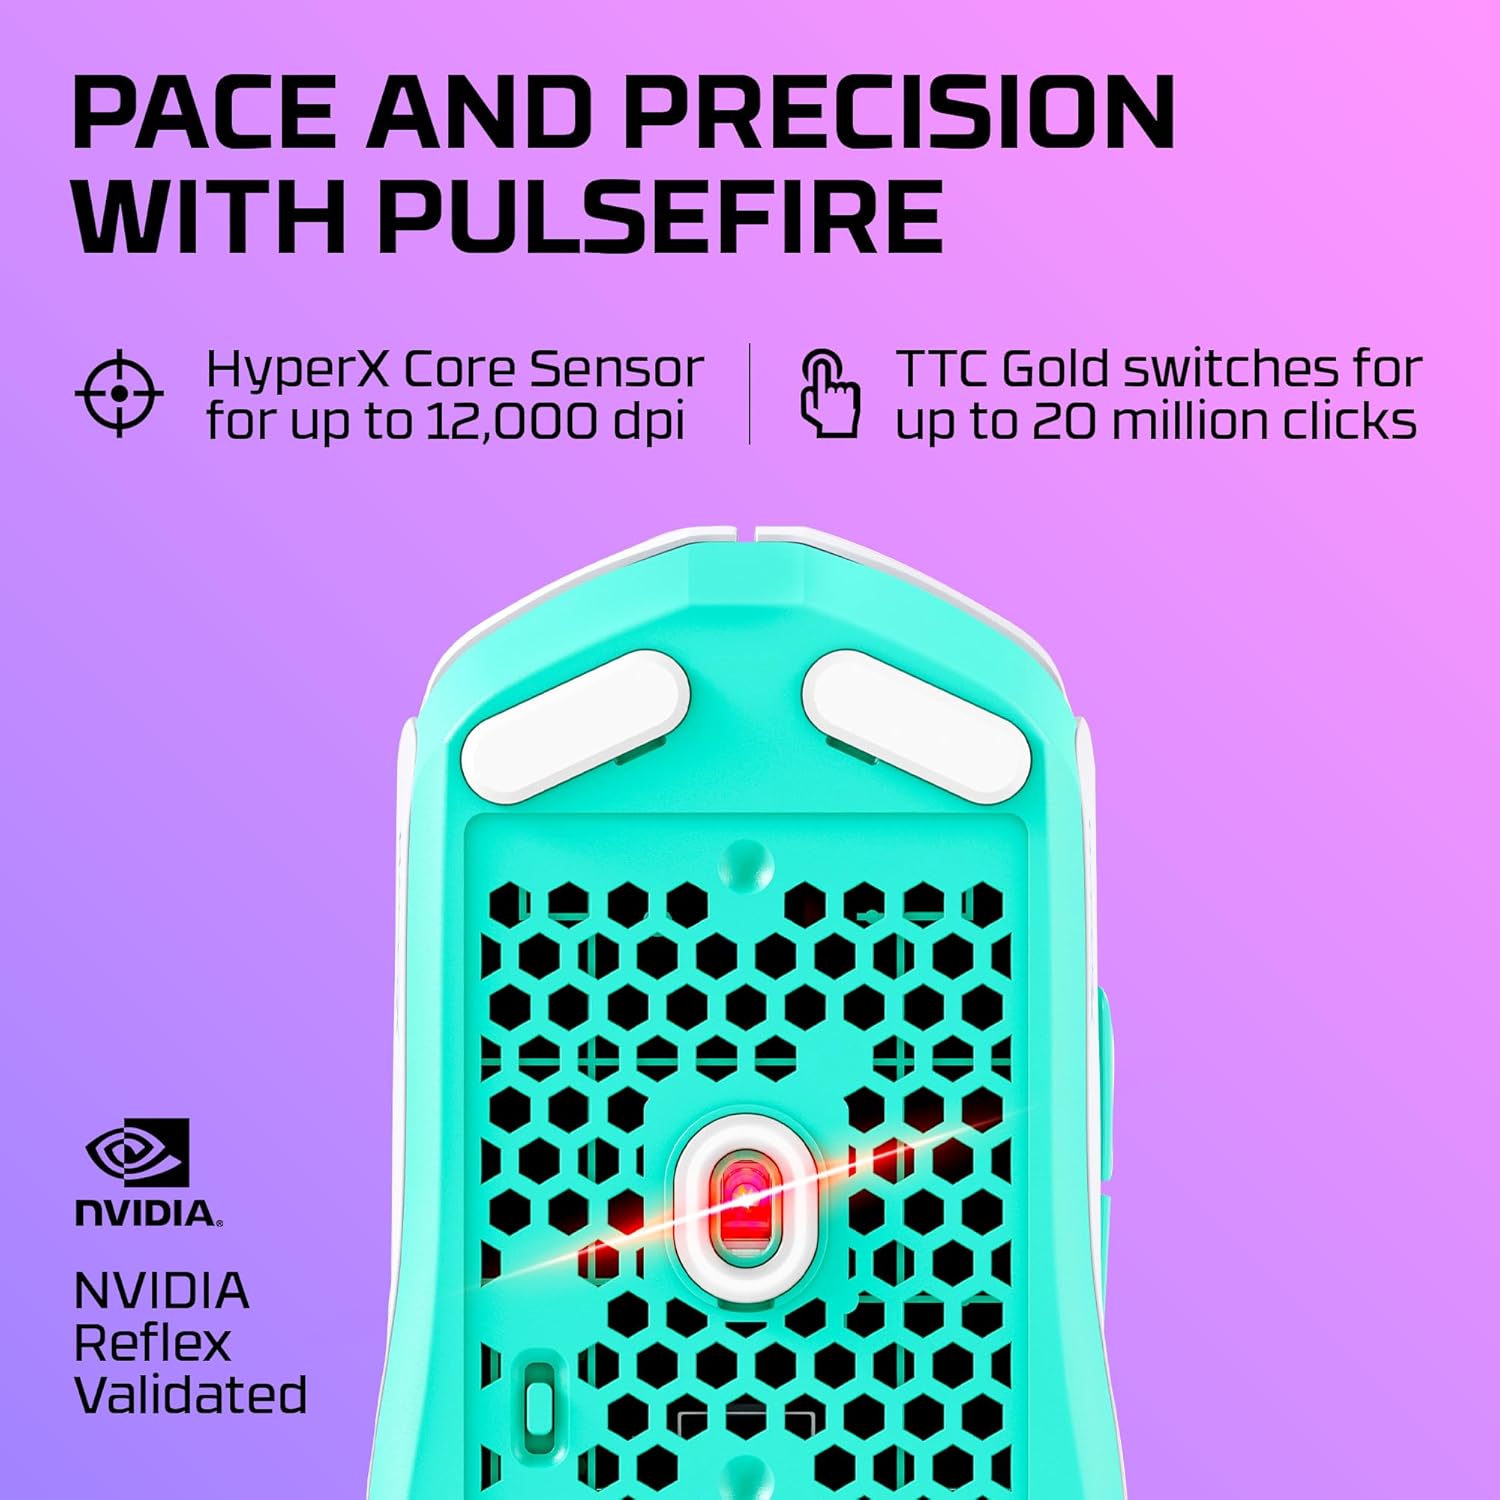 PACE AND PRECISION
WITH PULSEFIRE
HyperX Core Sensor
for up to 12,000 dpi
TTC Gold switches for
up to 20 million clicks
NVIDIA®
NVIDIA
Reflex
Validated